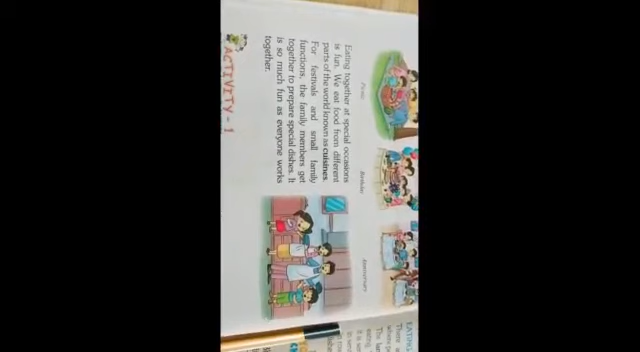 Picnic
Birthday
Anniversary
Eating together at special occasions
is fun. We eat food from different
parts of the world known as cuisines.
For festivals and small family
functions, the family members get
together to prepare special dishes. It
is so much fun as everyone works
together.
ACTIVITY - 1
EATING
There